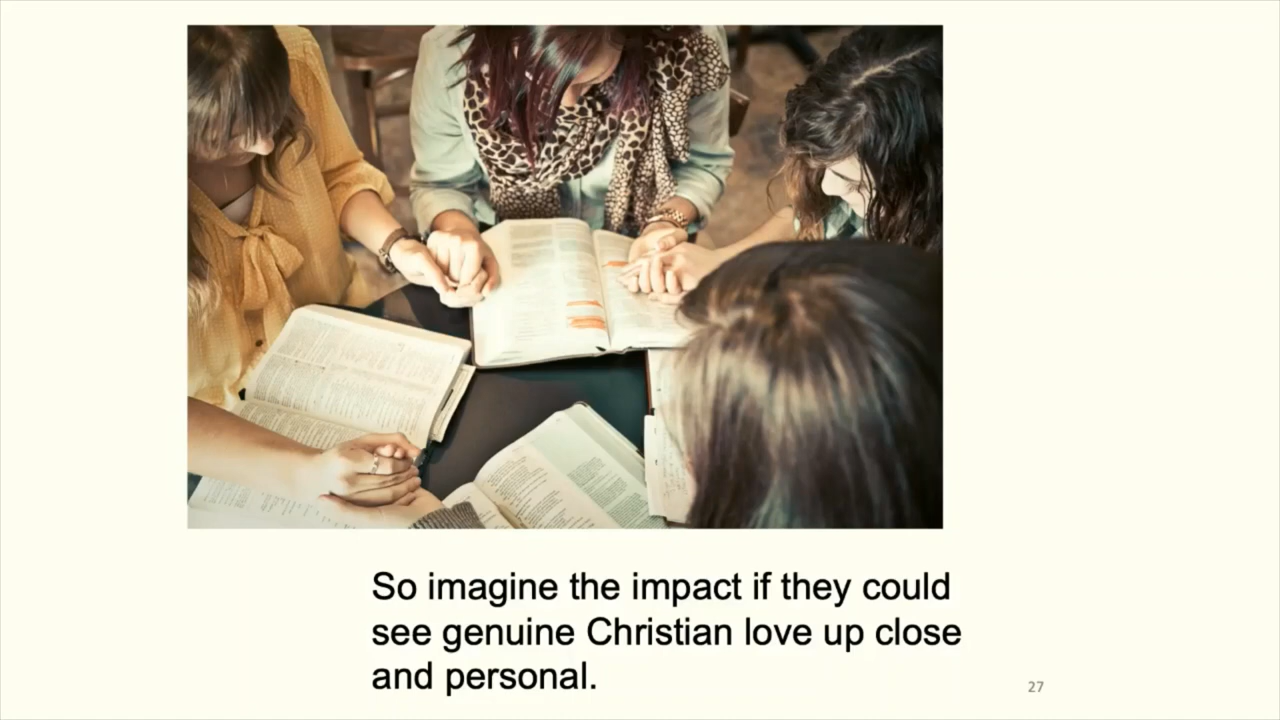 So imagine the impact if they could
see genuine Christian love up close
and personal.
27